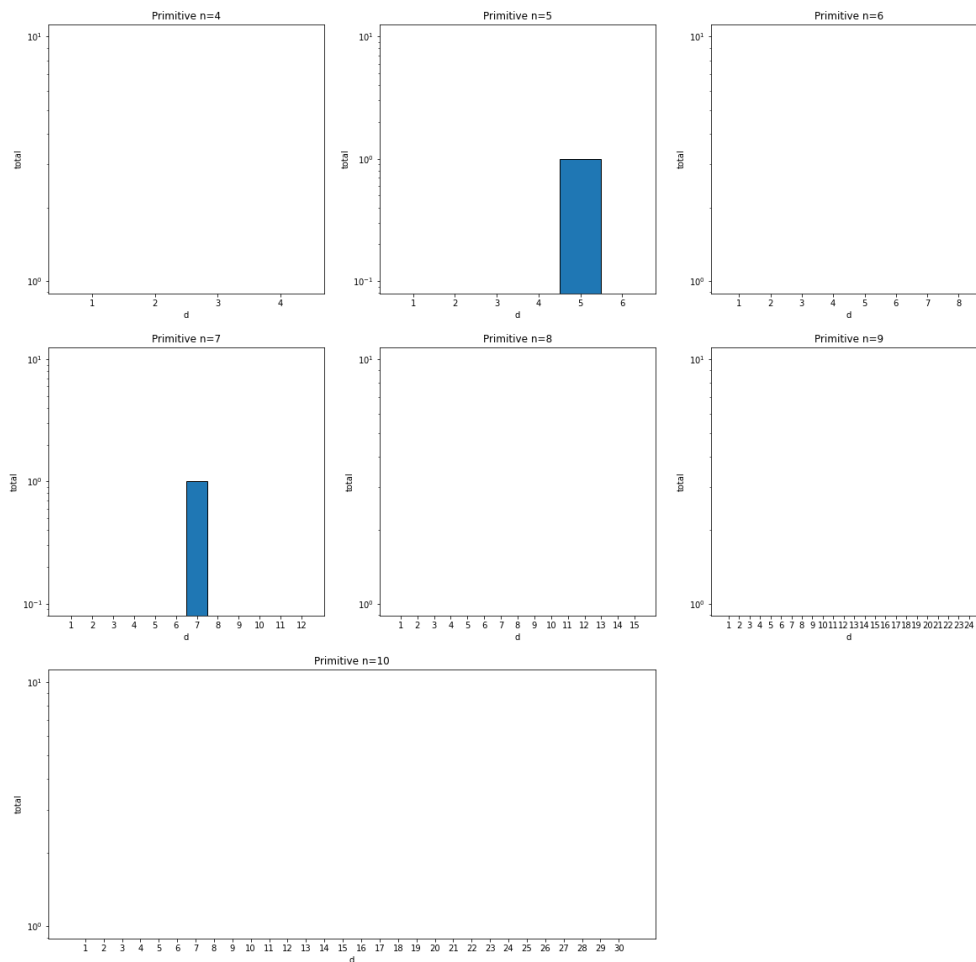 Primitive n=4
10¹
total
10⁰
1 2 3 4
d
Primitive n=5
10¹
total
10⁰
10⁻¹
1 2 3 4 5 6
d
Primitive n=6
10¹
total
10⁰
1 2 3 4 5 6 7 8
d
Primitive n=7
10¹
total
10⁰
10⁻¹
1 2 3 4 5 6 7 8 9 10 11 12
d
Primitive n=8
10¹
total
10⁰
1 2 3 4 5 6 7 8 9 10 11 12 13 14 15
d
Primitive n=9
10¹
total
10⁰
1 2 3 4 5 6 7 8 9 10 11 12 13 14 15 16 17 18 19 20 21 22 23 24
d
Primitive n=10
10¹
total
10⁰
1 2 3 4 5 6 7 8 9 10 11 12 13 14 15 16 17 18 19 20 21 22 23 24 25 26 27 28 29 30
d